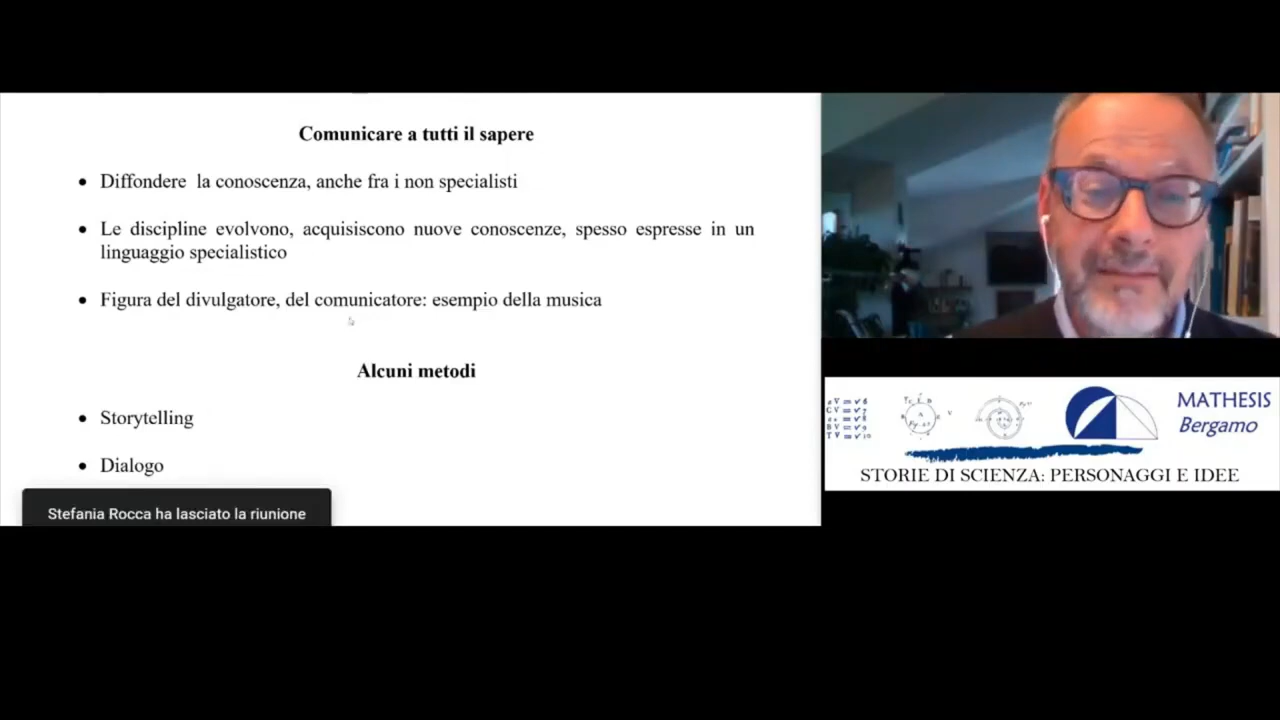 Comunicare a tutti il sapere
• Diffondere la conoscenza, anche fra i non specialisti
• Le discipline evolvono, acquisiscono nuove conoscenze, spesso espresse in un
linguaggio specialistico
• Figura del divulgatore, del comunicatore: esempio della musica
Alcuni metodi
• Storytelling
• Dialogo
Stefania Rocca ha lasciato la riunione
MATHESIS
Bergamo
STORIE DI SCIENZA: PERSONAGGI E IDEE